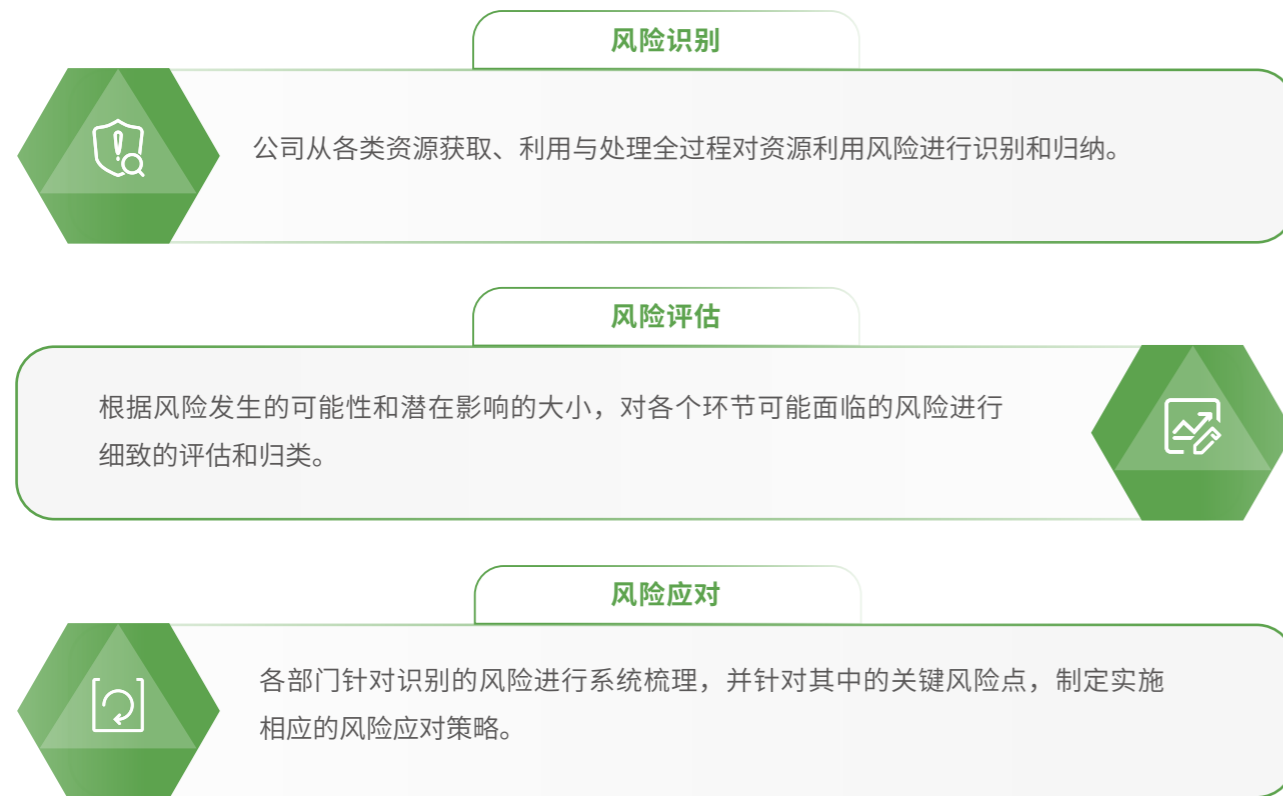 风险识别
公司从各类资源获取、利用与处理全过程对资源利用风险进行识别和归纳。
风险评估
根据风险发生的可能性和潜在影响的大小，对各个环节可能面临的风险进行
细致的评估和归类。
风险应对
各部门针对识别的风险进行系统梳理，并针对其中的关键风险点，制定实施
相应的风险应对策略。